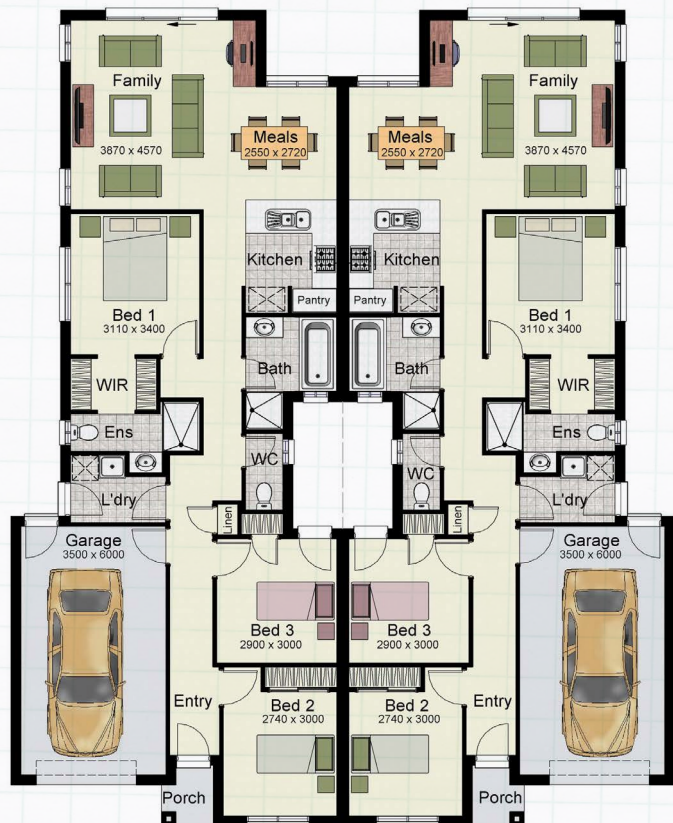 Family
3870 x 4570
Meals
2550 x 2720
Meals
2550 x 2720
Family
3870 x 4570
Kitchen
Pantry
Kitchen
Pantry
Bed 1
3110 x 3400
Bed 1
3110 x 3400
Bath
Bath
WIR
WIR
Ens
Ens
WC
WC
L'dry
L'dry
Linen
Linen
Garage
3500 x 6000
Garage
3500 x 6000
Bed 3
2900 x 3000
Bed 3
2900 x 3000
Entry
Bed 2
2740 x 3000
Bed 2
2740 x 3000
Entry
Porch
Porch